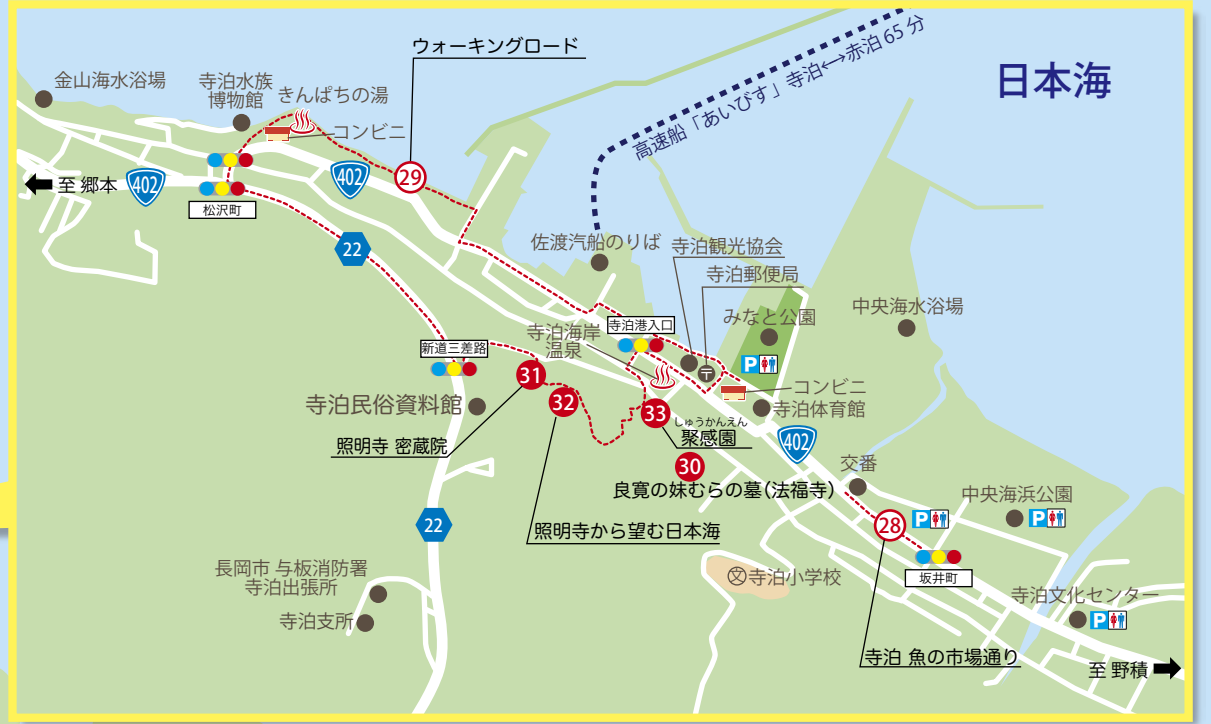 ウォーキングロード
高速船「あいびす」寺泊⟷赤泊65分
日本海
金山海水浴場
寺泊水族
博物館
きんぱちの湯
コンビニ
29
402
至 郷本
402
松沢町
22
佐渡汽船のりば
寺泊観光協会
寺泊郵便局
みなと公園
中央海水浴場
寺泊港入口
寺泊海岸
温泉
〒
P
新道三差路
31
32
33
コンビニ
寺泊体育館
寺泊民俗資料館
しゅうかんえん
聚感園
照明寺 密蔵院
402
30
良寛の妹むらの墓(法福寺)
交番
中央海浜公園
P
P
28
22
照明寺から望む日本海
坂井町
長岡市 与板消防署
寺泊出張所
文
寺泊小学校
寺泊文化センター
P
寺泊支所
寺泊 魚の市場通り
至 野積